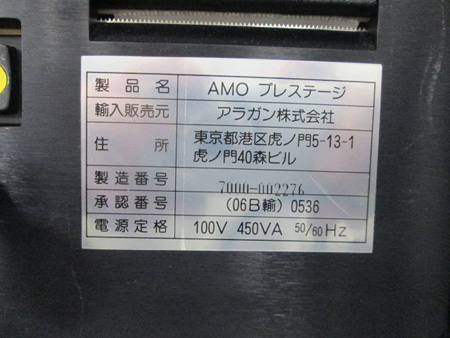 製品名 AMO プレステージ
輸入販売元 アラガン株式会社
住所 東京都港区虎ノ門5-13-1
虎ノ門40森ビル
製造番号 7000-002276
承認番号 (06B輸)0536
電源定格 100V 450VA 50/60Hz